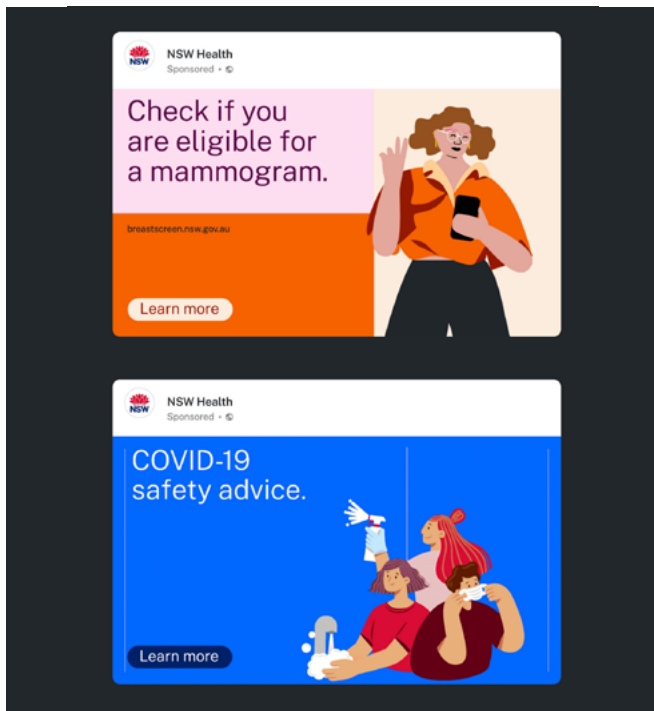 NSW
NSW Health
Sponsored •
Check if you
are eligible for
a mammogram.
breastscreen.nsw.gov.au
Learn more
NSW
NSW Health
Sponsored •
COVID-19
safety advice.
Learn more